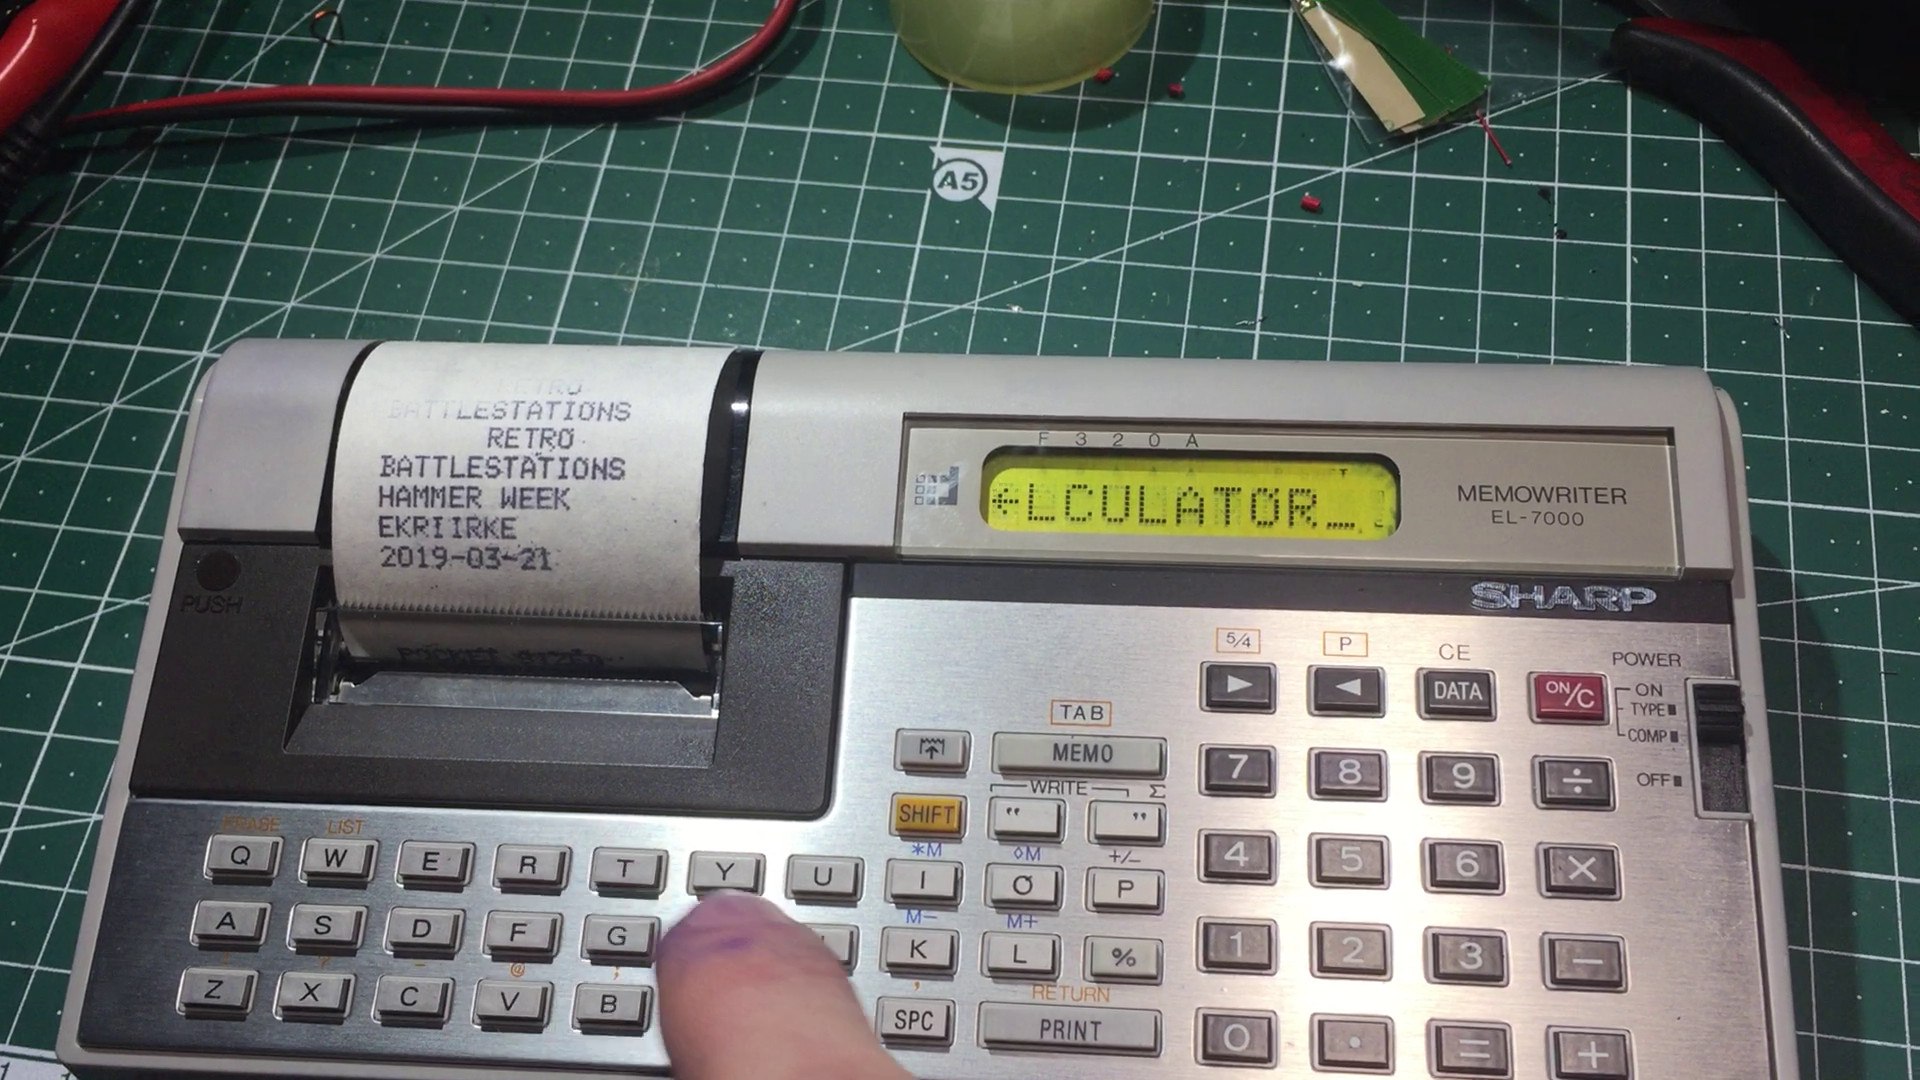 A5
RETRO
BATTLESTATIONS
RETRO
BATTLESTATIONS
HAMMER WEEK
EKRIIRKE
2019-03-21
POCKET SIZED
PUSH
F 3 2 0 A
←LCULATOR_
MEMOWRITER
EL-7000
SHARP
5/4 P CE POWER
▶ ◀ DATA ON/C ON
TYPE
COMP
OFF
TAB
MEMO 7 8 9 ÷
WRITE Σ
SHIFT “ ” 4 5 6 ×
ERASE LIST *M ◊M +/−
Q W E R T Y U I O P
M− M+
A S D F G K L % 1 2 3 −
@ ; , RETURN
Z X C V B SPC PRINT 0 . = +